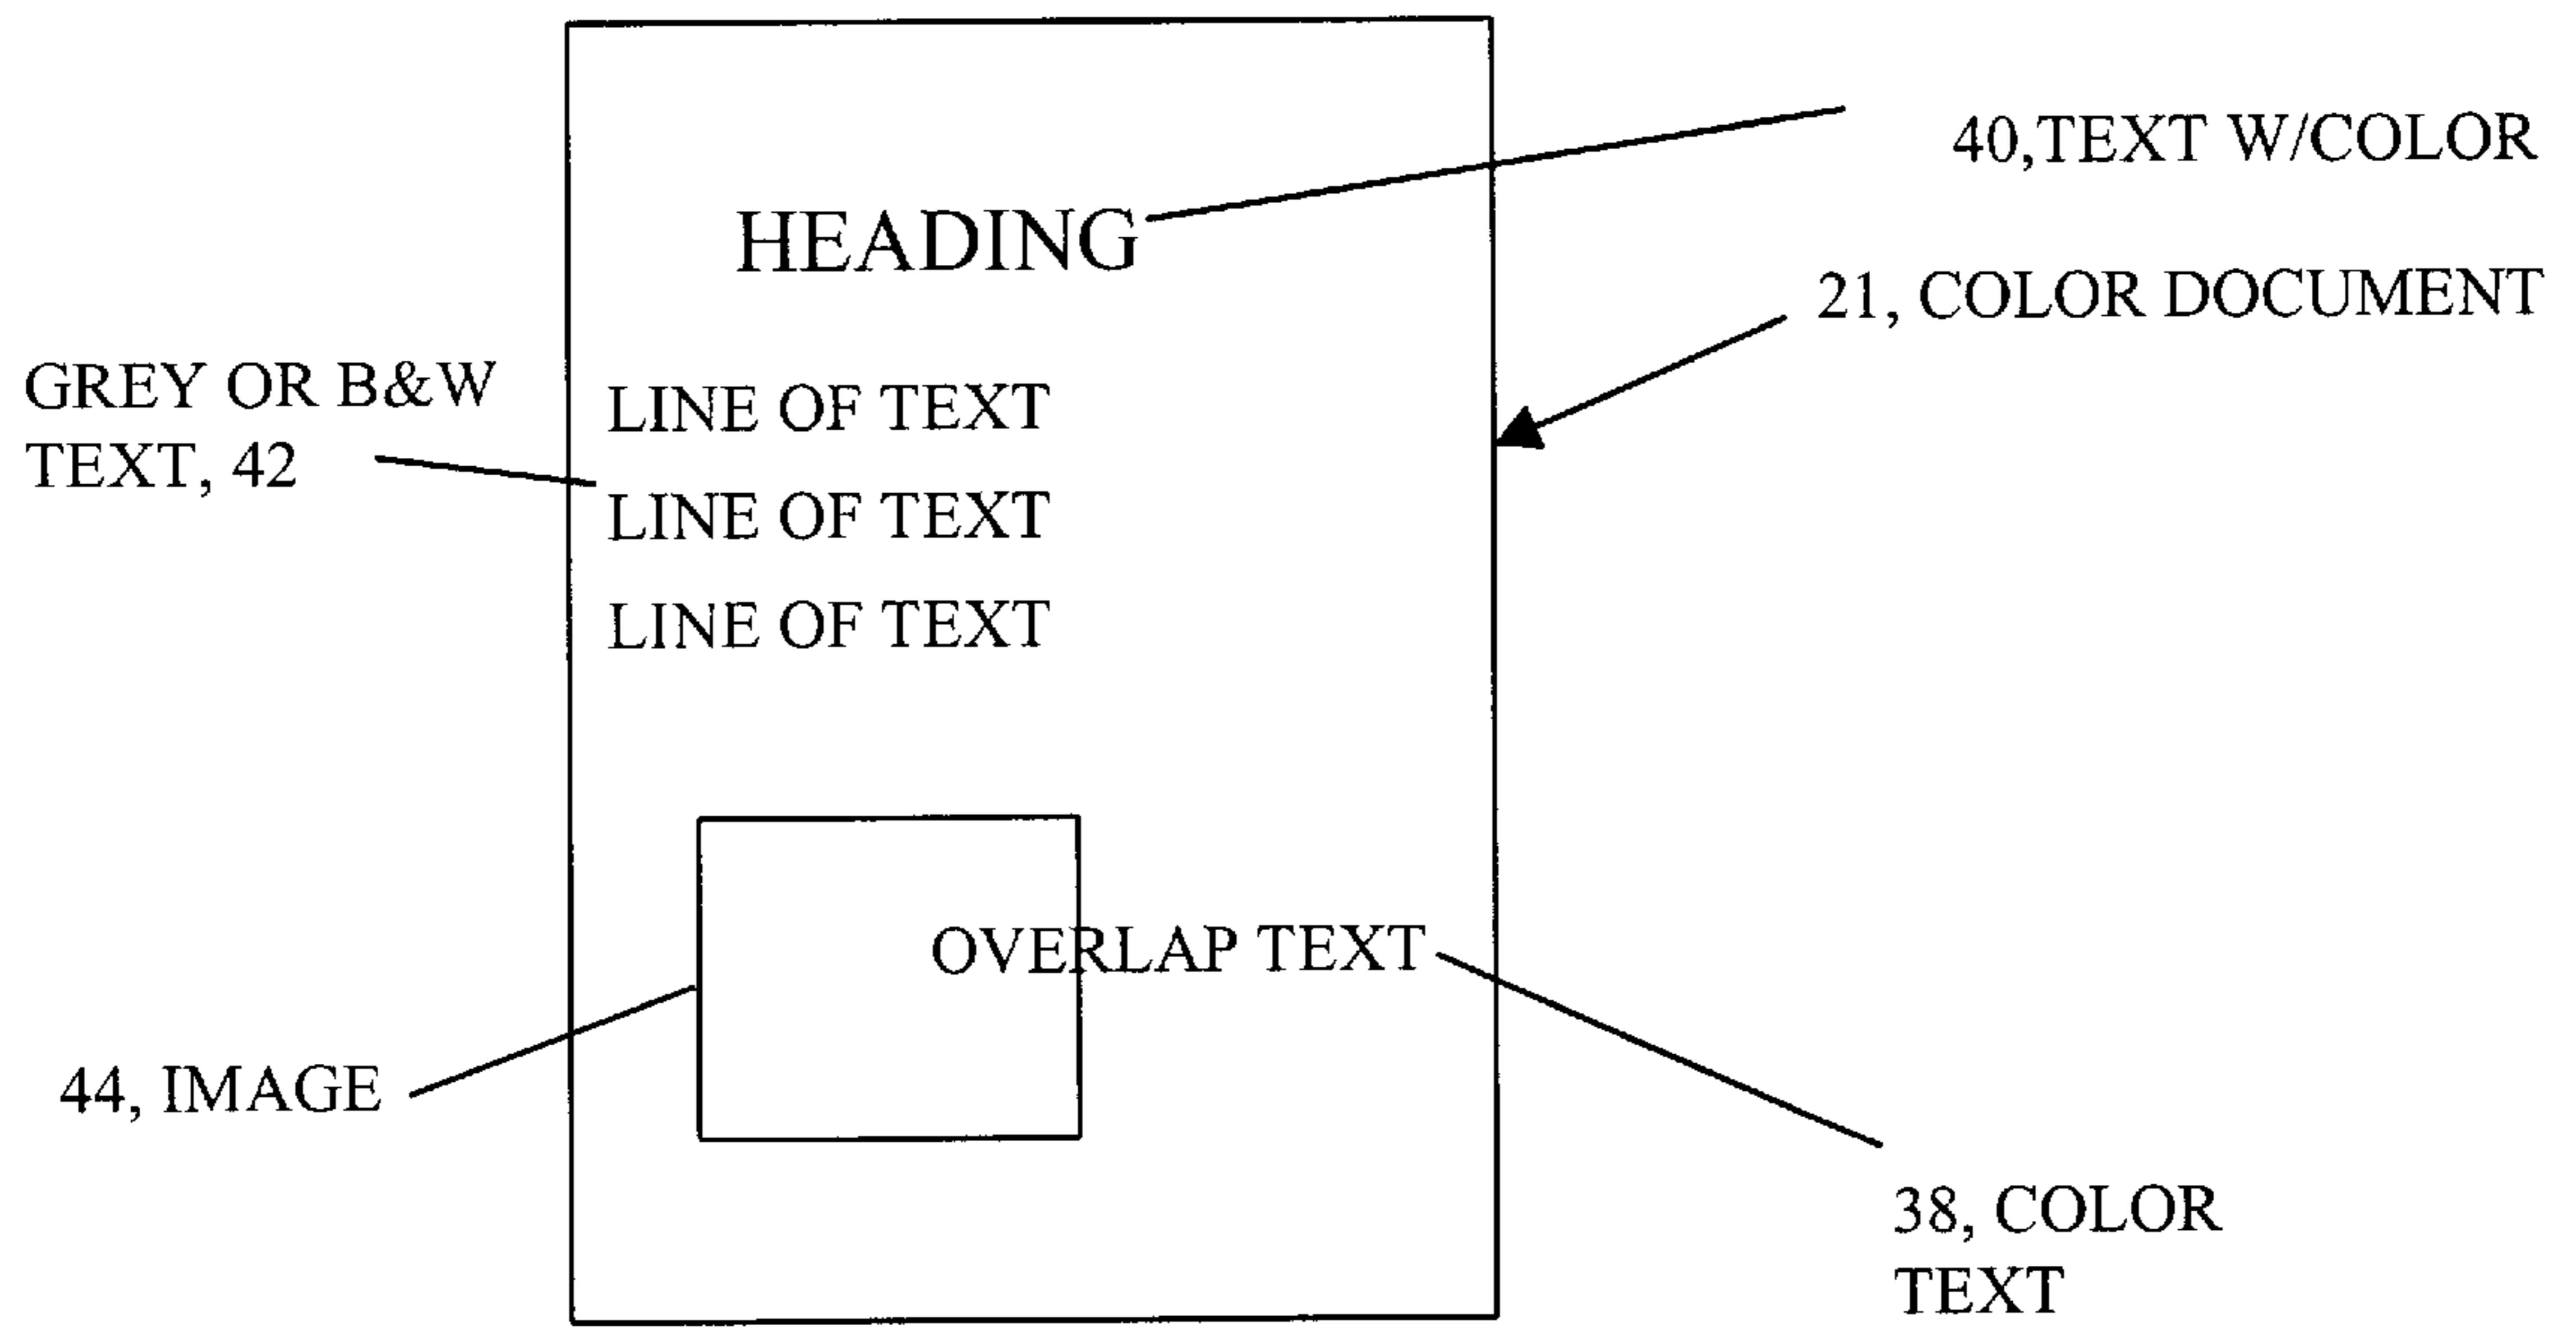 40,TEXT W/COLOR
HEADING
21, COLOR DOCUMENT
GREY OR B&W
TEXT, 42
LINE OF TEXT
LINE OF TEXT
LINE OF TEXT
OVERLAP TEXT
44, IMAGE
38, COLOR
TEXT